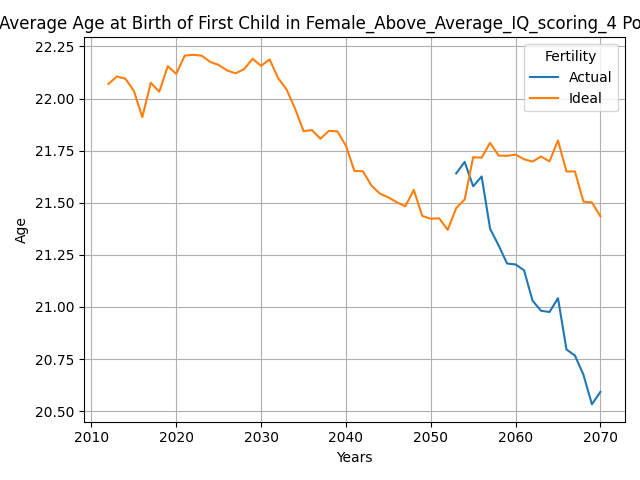 Average Age at Birth of First Child in Female_Above_Average_IQ_scoring_4 Po
Fertility
Actual
Ideal
22.25
22.00
21.75
21.50
21.25
21.00
20.75
20.50
Age
2010 2020 2030 2040 2050 2060 2070
Years